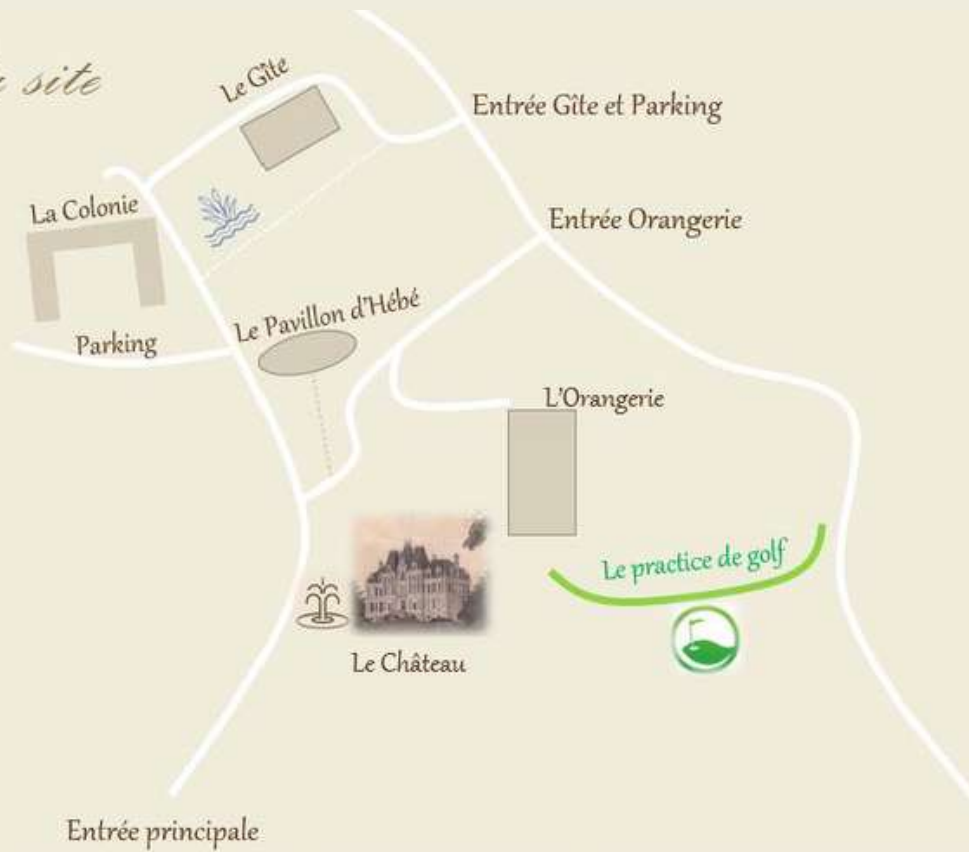 site
Le Gîte
Entrée Gîte et Parking
La Colonie
Entrée Orangerie
Le Pavillon d'Hébé
Parking
L'Orangerie
Le practice de golf
Le Château
Entrée principale